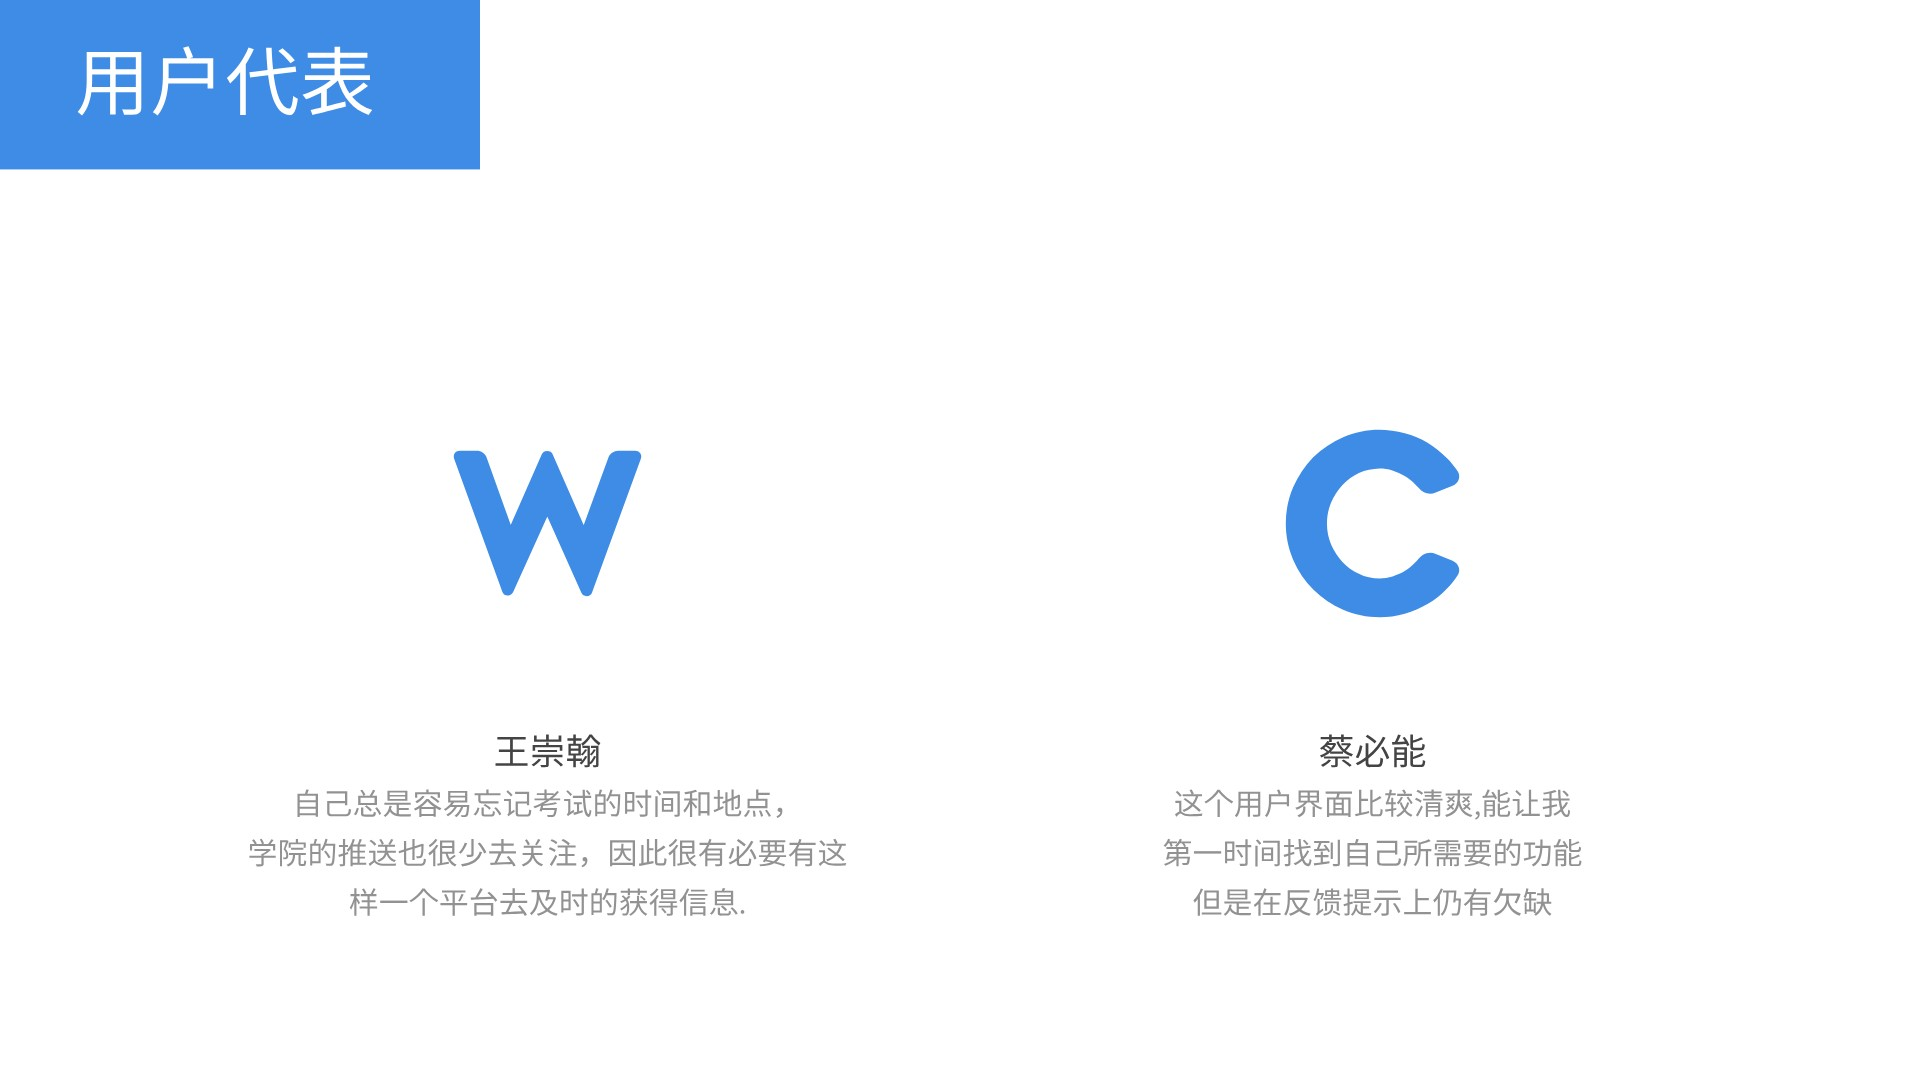 用户代表
W
C
王崇翰
自己总是容易忘记考试的时间和地点，
学院的推送也很少去关注，因此很有必要有这
样一个平台去及时的获得信息.
蔡必能
这个用户界面比较清爽,能让我
第一时间找到自己所需要的功能
但是在反馈提示上仍有欠缺